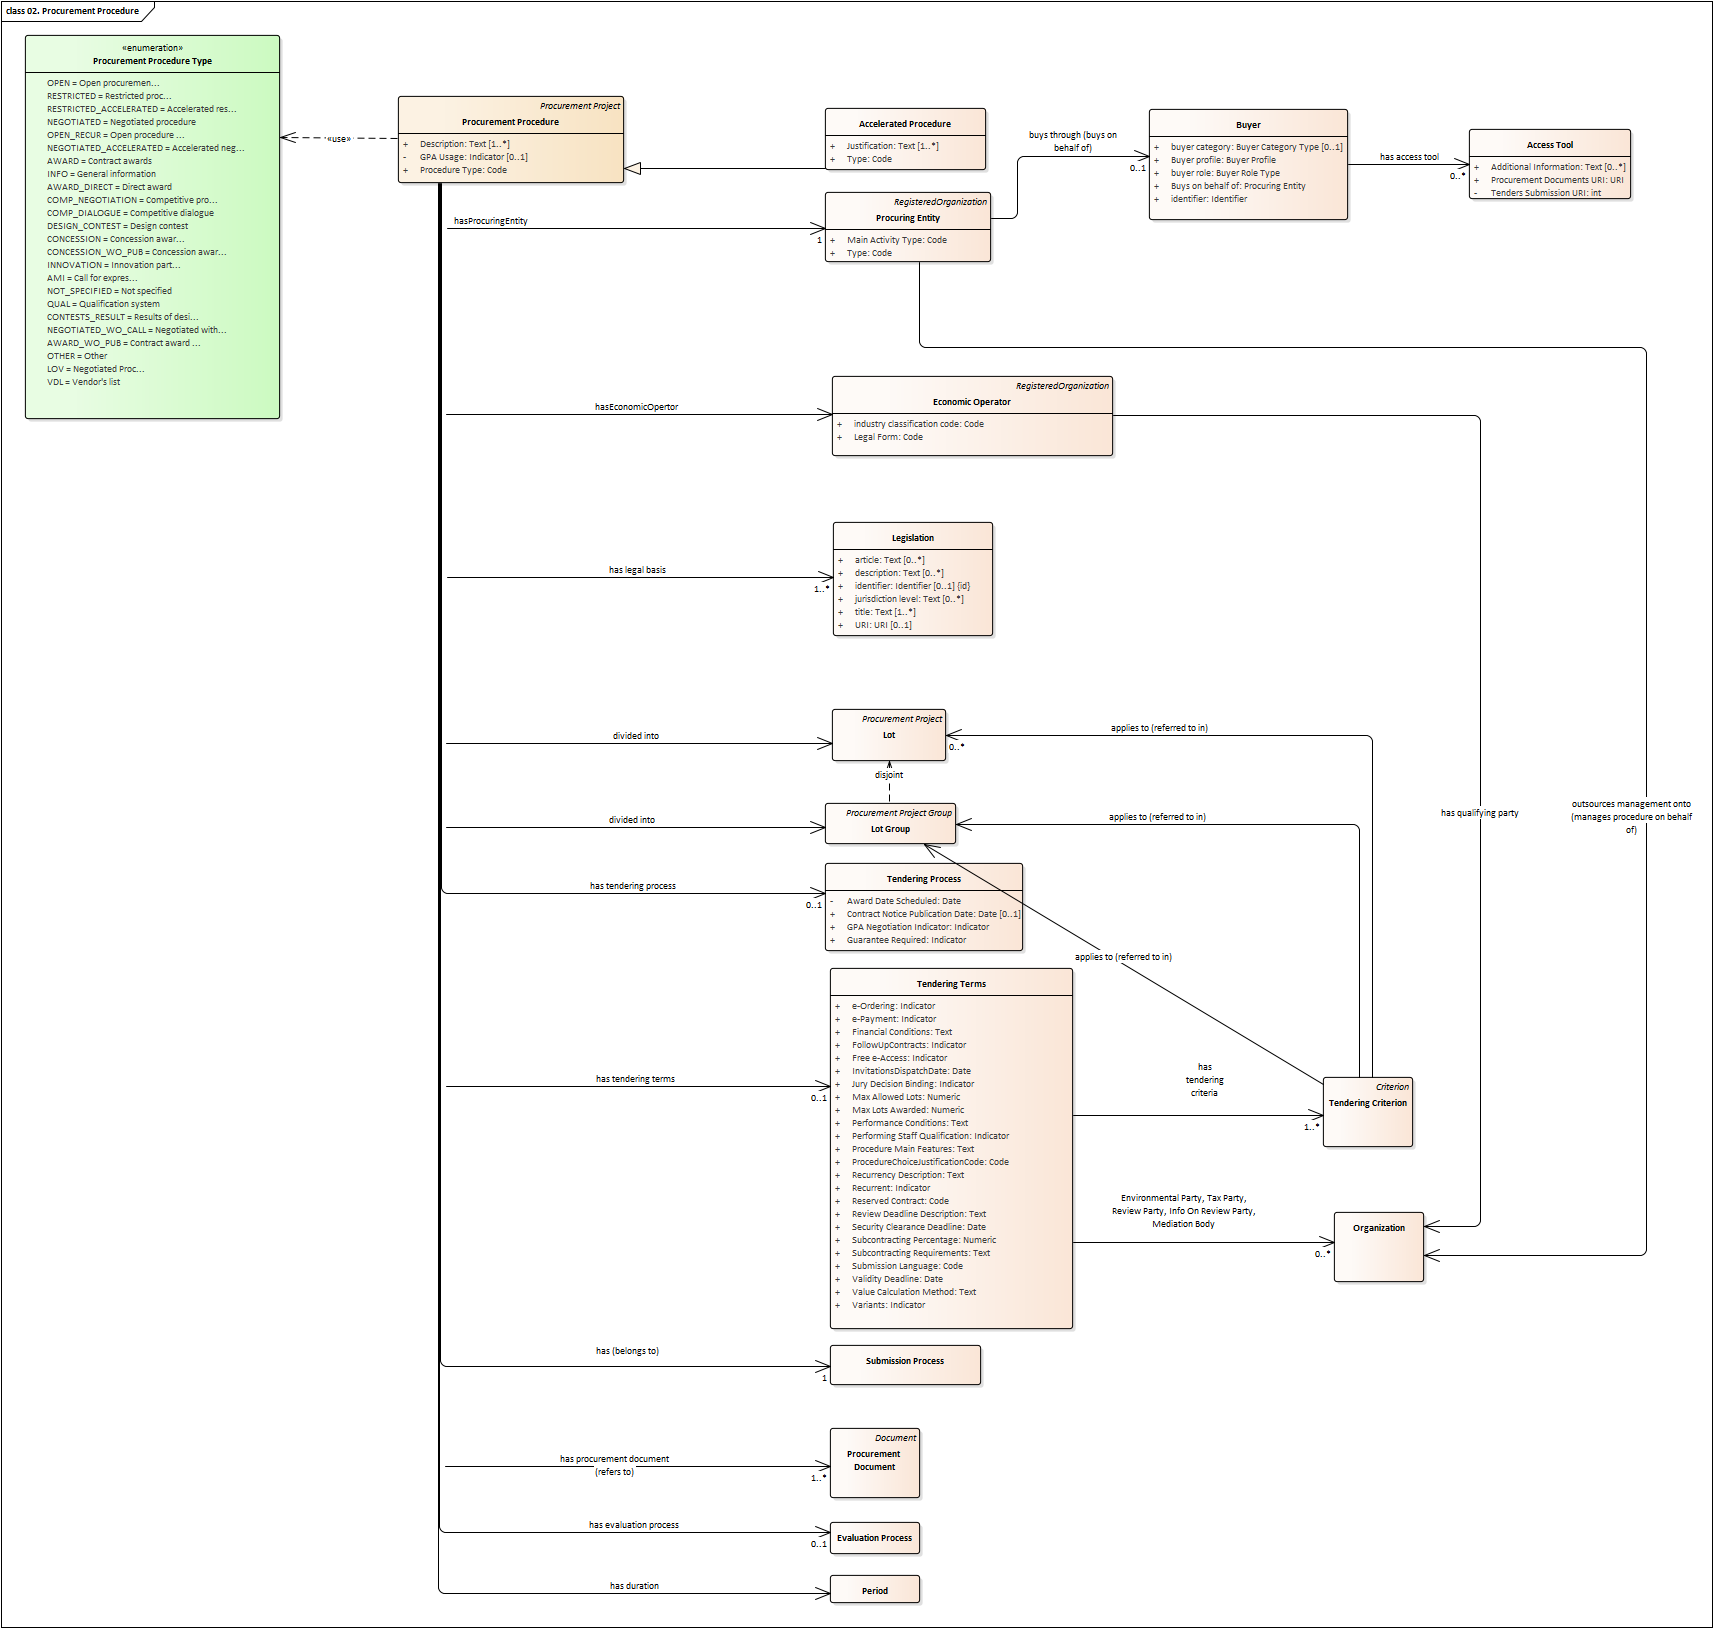 class 02. Procurement Procedure
«enumeration»
Procurement Procedure Type
OPEN = Open procuremen...
RESTRICTED = Restricted proc...
RESTRICTED_ACCELERATED = Accelerated res...
NEGOTIATED = Negotiated procedure
OPEN_RECUR = Open procedure ...
NEGOTIATED_ACCELERATED = Accelerated neg...
AWARD = Contract awards
INFO = General information
AWARD_DIRECT = Direct award
COMP_NEGOTIATION = Competitive pro...
COMP_DIALOGUE = Competitive dialogue
DESIGN_CONTEST = Design contest
CONCESSION = Concession awar...
CONCESSION_WO_PUB = Concession awar...
INNOVATION = Innovation part...
AMI = Call for expres...
NOT_SPECIFIED = Not specified
QUAL = Qualification system
CONTESTS_RESULT = Results of desi...
NEGOTIATED_WO_CALL = Negotiated with...
AWARD_WO_PUB = Contract award ...
OTHER = Other
LOV = Negotiated Proc...
VDL = Vendor's list
«use»
Procurement Project
Procurement Procedure
+ Description: Text [1..*]
- GPA Usage: Indicator [0..1]
+ Procedure Type: Code
Accelerated Procedure
+ Justification: Text [1..*]
+ Type: Code
buys through (buys on
behalf of)
0..1
Buyer
+ buyer category: Buyer Category Type [0..1]
+ Buyer profile: Buyer Profile
+ buyer role: Buyer Role Type
+ Buys on behalf of: Procuring Entity
+ identifier: Identifier
has access tool
0..*
Access Tool
+ Additional Information: Text [0..*]
+ Procurement Documents URI: URI
- Tenders Submission URI: int
hasProcuringEntity
1
RegisteredOrganization
Procuring Entity
+ Main Activity Type: Code
+ Type: Code
hasEconomicOpertor
RegisteredOrganization
Economic Operator
+ industry classification code: Code
+ Legal Form: Code
has legal basis
1..*
Legislation
+ article: Text [0..*]
+ description: Text [0..*]
+ identifier: Identifier [0..1] {id}
+ jurisdiction level: Text [0..*]
+ title: Text [1..*]
+ URI: URI [0..1]
divided into
Procurement Project
Lot
applies to (referred to in)
0..*
disjoint
divided into
Procurement Project Group
Lot Group
applies to (referred to in)
has qualifying party
outsources management onto
(manages procedure on behalf
of)
has tendering process
0..1
Tendering Process
- Award Date Scheduled: Date
+ Contract Notice Publication Date: Date [0..1]
+ GPA Negotiation Indicator: Indicator
+ Guarantee Required: Indicator
applies to (referred to in)
has tendering terms
0..1
Tendering Terms
+ e-Ordering: Indicator
+ e-Payment: Indicator
+ Financial Conditions: Text
+ FollowUpContracts: Indicator
+ Free e-Access: Indicator
+ InvitationsDispatchDate: Date
+ Jury Decision Binding: Indicator
+ Max Allowed Lots: Numeric
+ Max Lots Awarded: Numeric
+ Performance Conditions: Text
+ Performing Staff Qualification: Indicator
+ Procedure Main Features: Text
+ ProcedureChoiceJustificationCode: Code
+ Recurrency Description: Text
+ Recurrent: Indicator
+ Reserved Contract: Code
+ Review Deadline Description: Text
+ Security Clearance Deadline: Date
+ Subcontracting Percentage: Numeric
+ Subcontracting Requirements: Text
+ Submission Language: Code
+ Validity Deadline: Date
+ Value Calculation Method: Text
+ Variants: Indicator
has
tendering
criteria
1..*
Criterion
Tendering Criterion
Environmental Party, Tax Party,
Review Party, Info On Review Party,
Mediation Body
0..*
Organization
has (belongs to)
1
Submission Process
has procurement document
(refers to)
1..*
Document
Procurement
Document
has evaluation process
0..1
Evaluation Process
has duration
Period